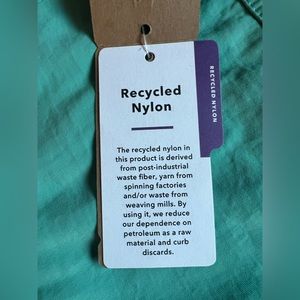 Recycled
Nylon
RECYCLED NYLON
The recycled nylon in
this product is derived
from post-industrial
waste fiber, yarn from
spinning factories
and/or waste from
weaving mills. By
using it, we reduce
our dependence on
petroleum as a raw
material and curb
discards.